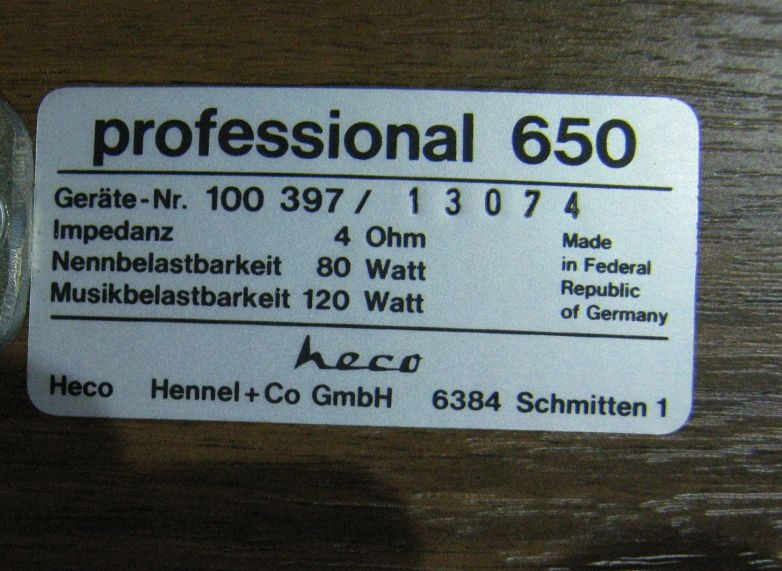 professional 650
Geräte-Nr. 100 397 / 13074
Impedanz 4 Ohm
Nennbelastbarkeit 80 Watt
Musikbelastbarkeit 120 Watt
Made
in Federal
Republic
of Germany
heco
Heco Hennel+Co GmbH 6384 Schmitten 1